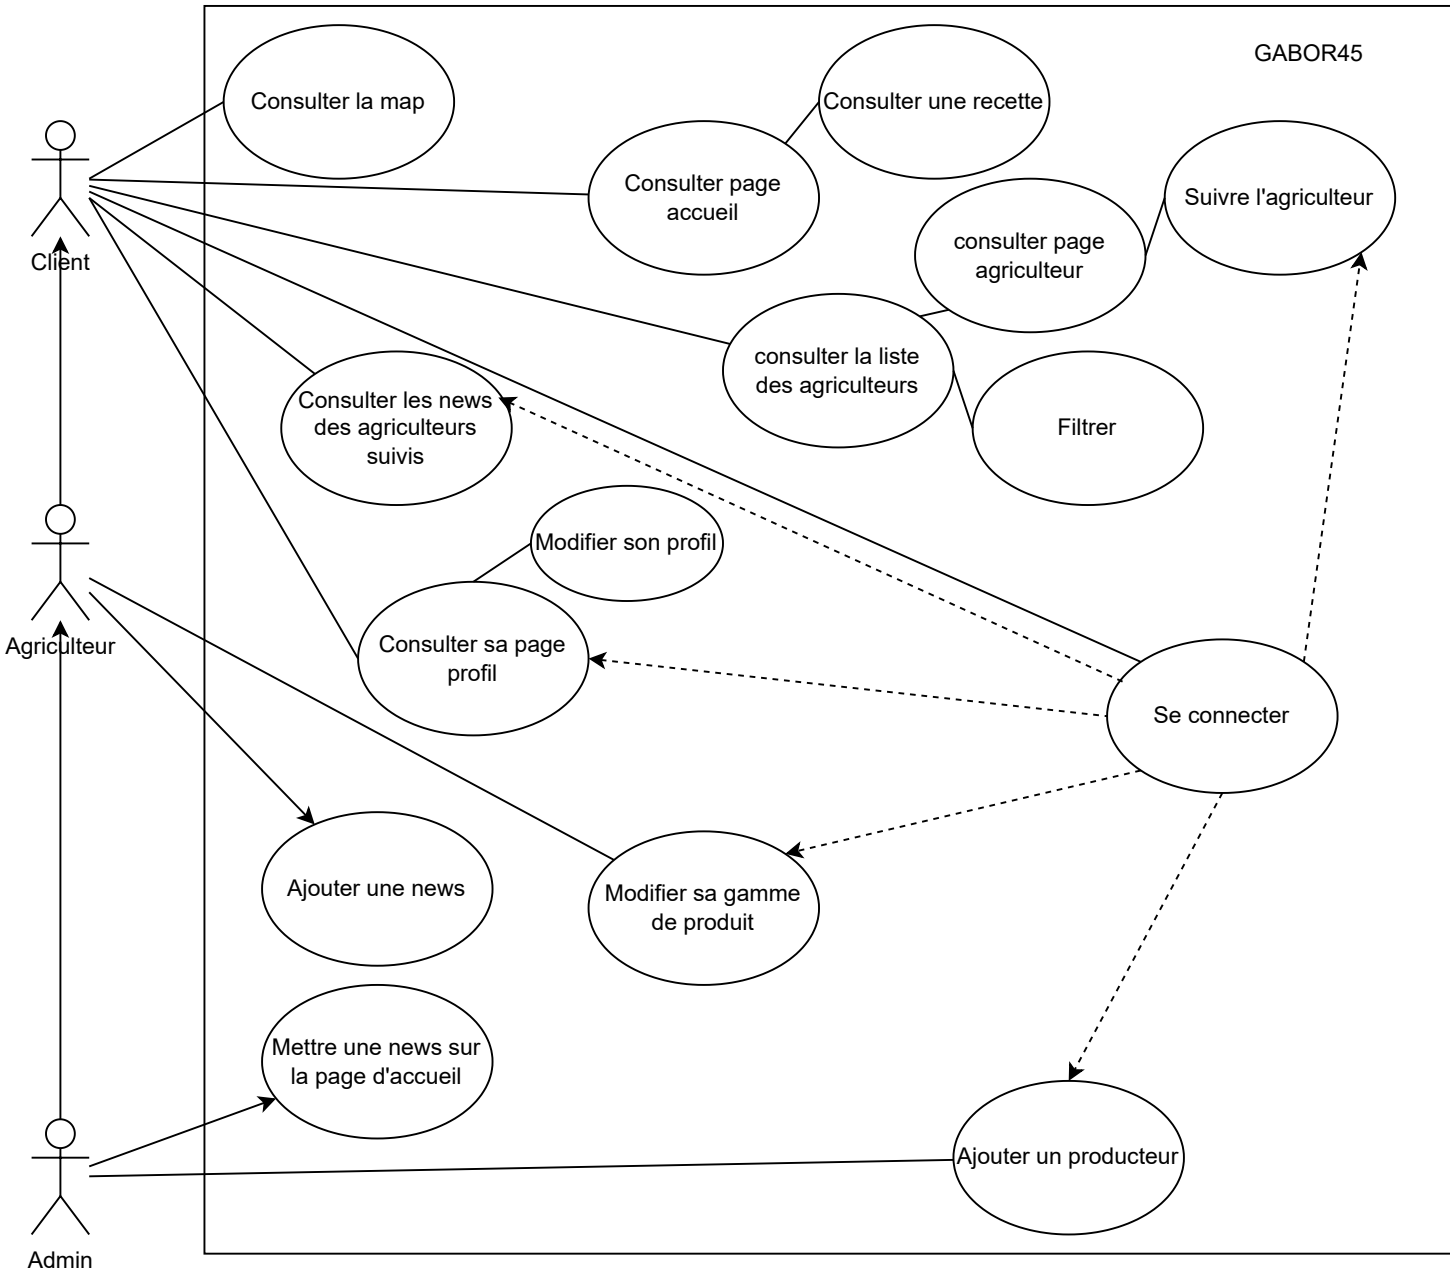 GABOR45
Consulter la map
Consulter une recette
Consulter page
accueil
Suivre l'agriculteur
consulter page
agriculteur
Client
consulter la liste
des agriculteurs
Consulter les news
des agriculteurs
suivis
Filtrer
Modifier son profil
Agriculteur
Consulter sa page
profil
Se connecter
Ajouter une news
Modifier sa gamme
de produit
Mettre une news sur
la page d'accueil
Ajouter un producteur
Admin